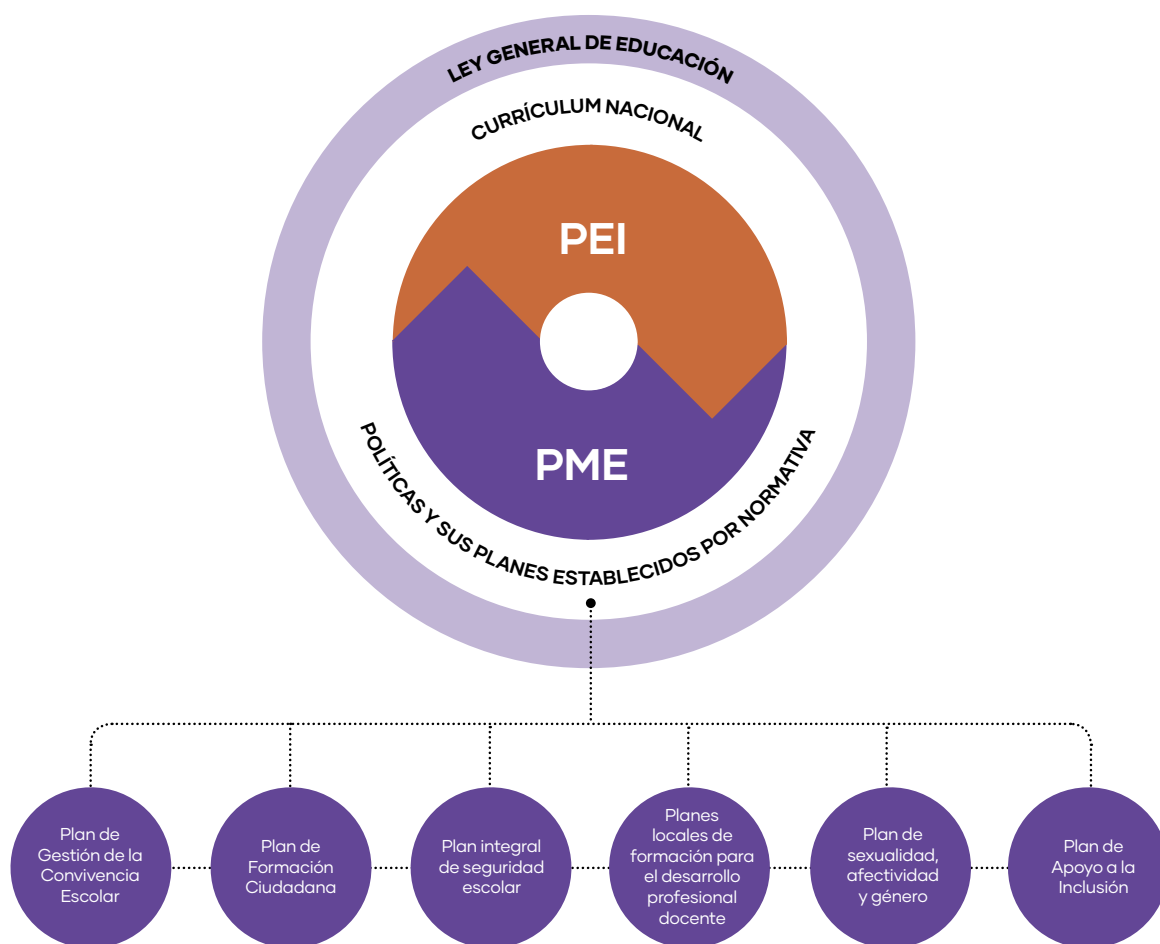 LEY GENERAL DE EDUCACIÓN
CURRÍCULUM NACIONAL
PEI
PME
POLÍTICAS Y SUS PLANES ESTABLECIDOS POR NORMATIVA
Plan de
Gestión de la
Convivencia
Escolar
Plan de
Formación
Ciudadana
Plan integral
de seguridad
escolar
Planes
locales de
formación para
el desarrollo
profesional
docente
Plan de
sexualidad,
afectividad
y género
Plan de
Apoyo a la
Inclusión